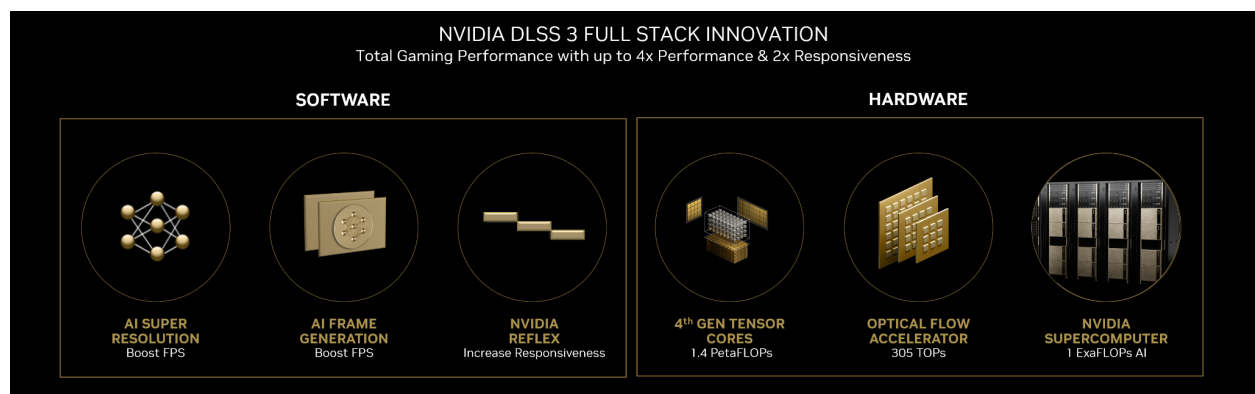 NVIDIA DLSS 3 FULL STACK INNOVATION
Total Gaming Performance with up to 4x Performance & 2x Responsiveness
SOFTWARE
AI SUPER
RESOLUTION
Boost FPS
AI FRAME
GENERATION
Boost FPS
NVIDIA
REFLEX
Increase Responsiveness
HARDWARE
4th GEN TENSOR
CORES
1.4 PetaFLOPs
OPTICAL FLOW
ACCELERATOR
305 TOPs
NVIDIA
SUPERCOMPUTER
1 ExaFLOPs AI